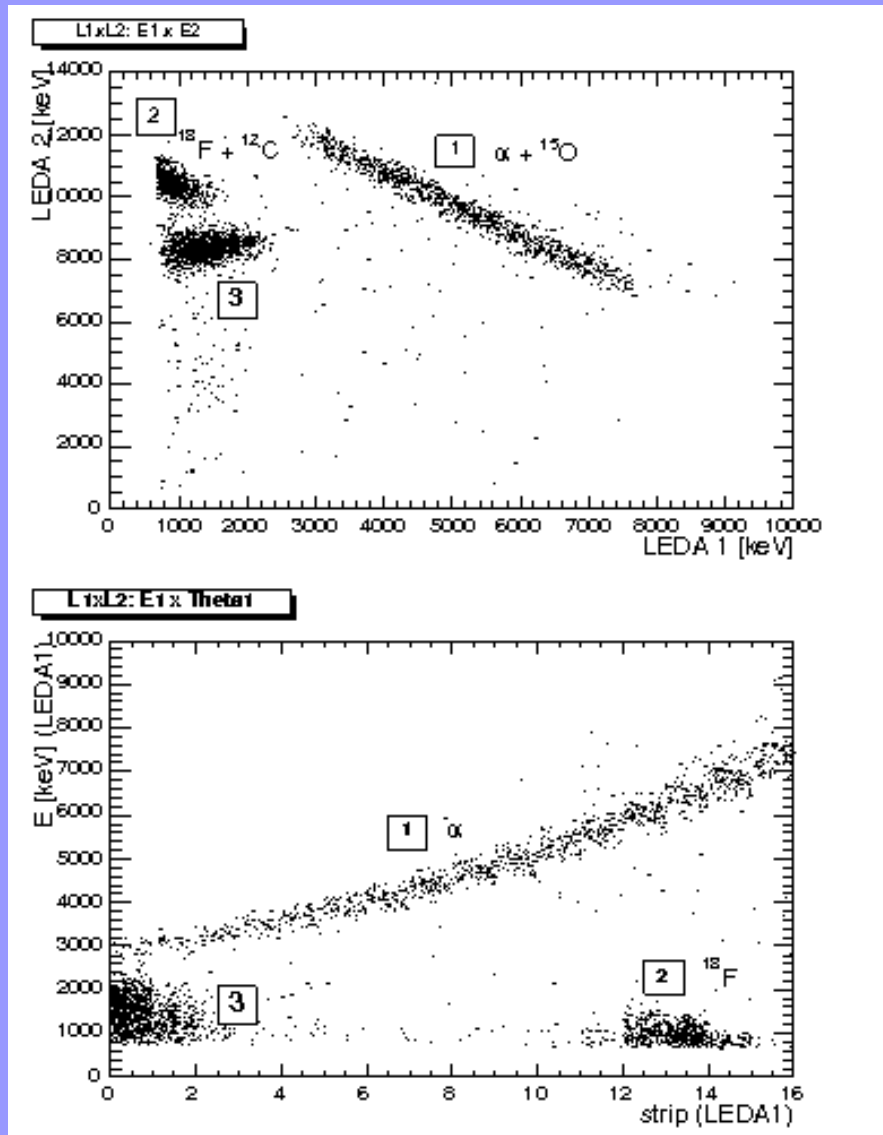 L1xL2: E1 x E2
LEDA 2 [keV]
14000
12000
10000
8000
6000
4000
2000
0
2
¹⁸F + ¹²C
1
α + ¹⁵O
3
0 1000 2000 3000 4000 5000 6000 7000 8000 9000 10000
LEDA 1 [keV]
L1xL2: E1 x Theta1
E [keV] (LEDA1)
10000
9000
8000
7000
6000
5000
4000
3000
2000
1000
0
1 α
3
2 ¹⁸F
0 2 4 6 8 10 12 14 16
strip (LEDA1)